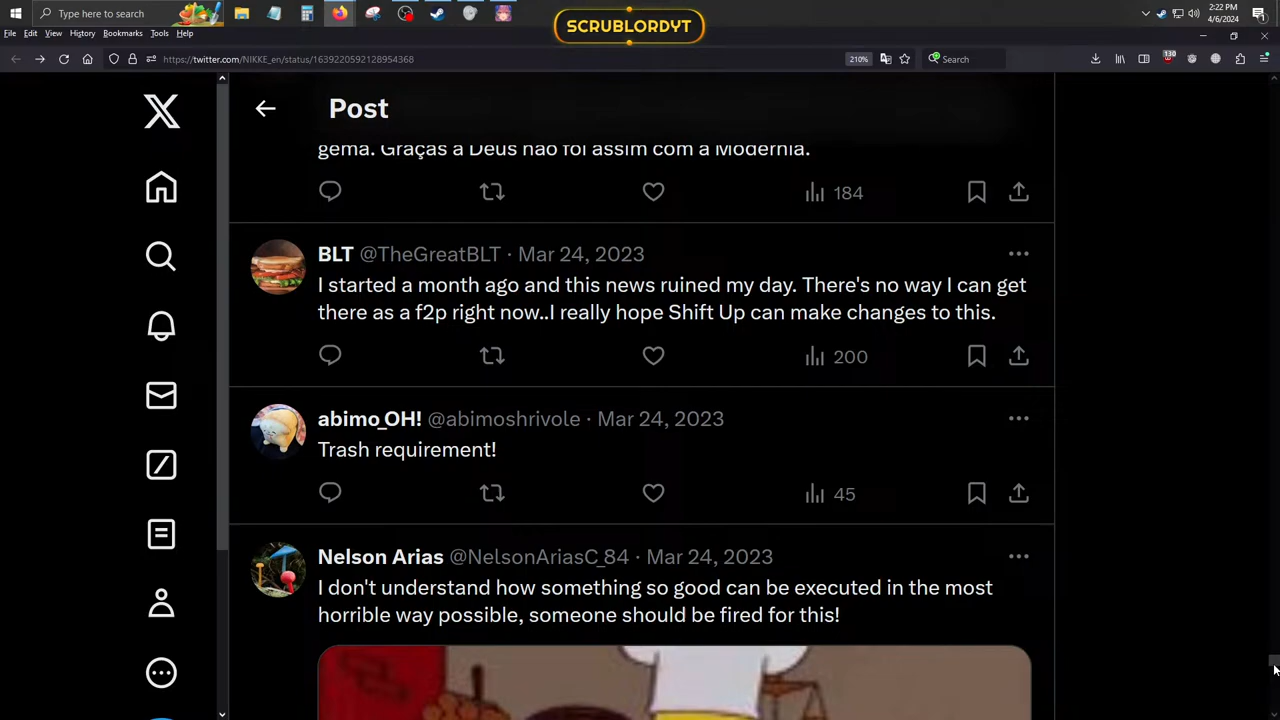 Type here to search
SCRUBLORDYT
2:22 PM
4/6/2024
1
File Edit View History Bookmarks Tools Help
https://twitter.com/NIKKE_en/status/1639220592128954368
210%
Search
130
Post
gema. Graças a Deus não foi assim com a Modernia.
184
BLT @TheGreatBLT · Mar 24, 2023
I started a month ago and this news ruined my day. There's no way I can get
there as a f2p right now..I really hope Shift Up can make changes to this.
200
abimo_OH! @abimoshrivole · Mar 24, 2023
Trash requirement!
45
Nelson Arias @NelsonAriasC_84 · Mar 24, 2023
I don't understand how something so good can be executed in the most
horrible way possible, someone should be fired for this!